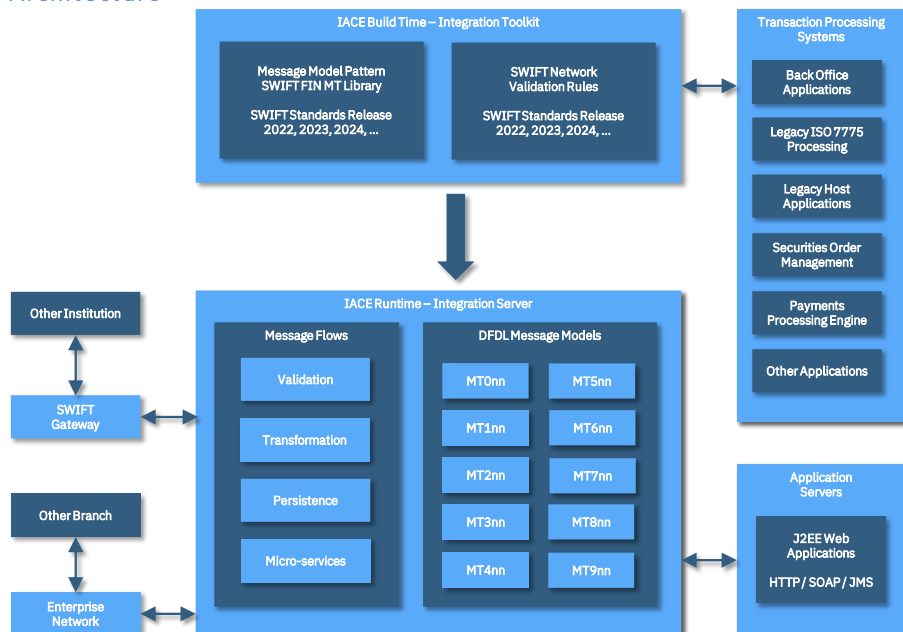 Architecture
IACE Build Time – Integration Toolkit
Message Model Pattern
SWIFT FIN MT Library
SWIFT Standards Release
2022, 2023, 2024, ...
SWIFT Network
Validation Rules
SWIFT Standards Release
2022, 2023, 2024, ...
Transaction Processing
Systems
Back Office
Applications
Legacy ISO 7775
Processing
Legacy Host
Applications
Securities Order
Management
Payments
Processing Engine
Other Applications
Other Institution
SWIFT
Gateway
Other Branch
Enterprise
Network
IACE Runtime – Integration Server
Message Flows
Validation
Transformation
Persistence
Micro-services
DFDL Message Models
MT0nn
MT5nn
MT1nn
MT6nn
MT2nn
MT7nn
MT3nn
MT8nn
MT4nn
MT9nn
Application
Servers
J2EE Web
Applications
HTTP / SOAP / JMS